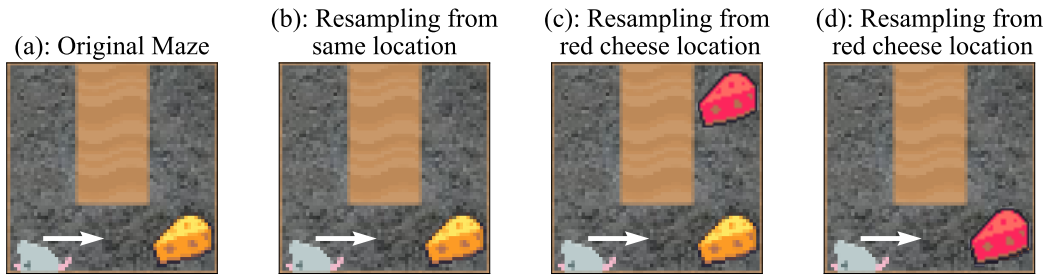 (a): Original Maze
(b): Resampling from
same location
(c): Resampling from
red cheese location
(d): Resampling from
red cheese location